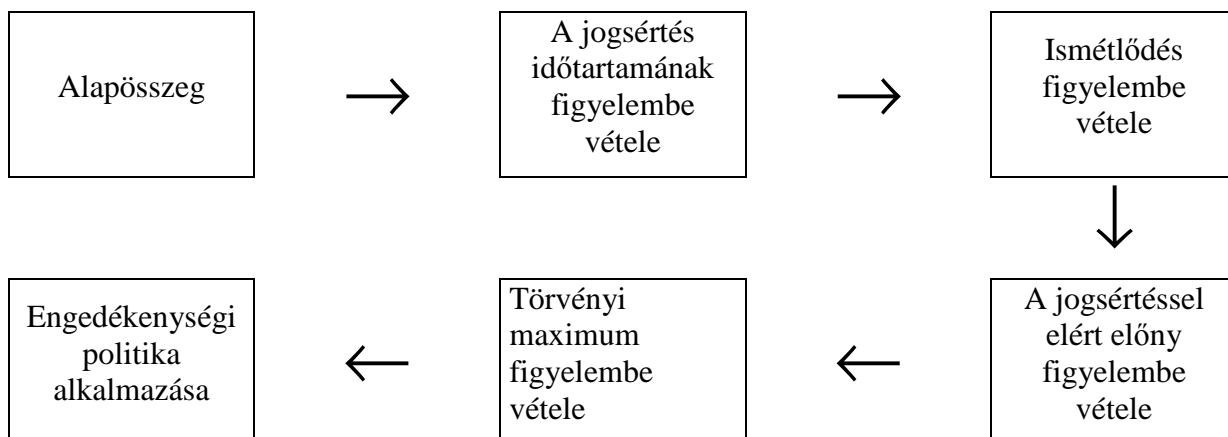 Alapösszeg
A jogsértés
időtartamának
figyelembe
vétele
Ismétlődés
figyelembe
vétele
A jogsértéssel
elért előny
figyelembe
vétele
Törvényi
maximum
figyelembe
vétele
Engedékenységi
politika
alkalmazása